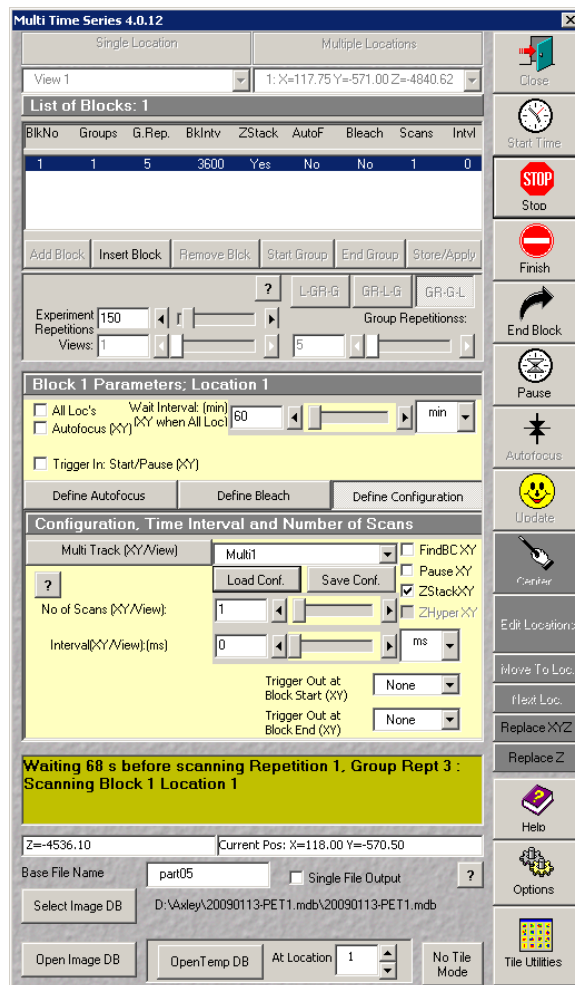 Multi Time Series 4.0.12
Single Location
Multiple Locations
View 1
1: X=117.75 Y=-571.00 Z=-4840.62
List of Blocks: 1
BlkNo Groups G.Rep. BkIntv ZStack AutoF Bleach Scans Intvl
1 1 5 3600 Yes No No 1 0
Add Block Insert Block Remove Blck Start Group End Group Store/Apply
? L-GR-G GR-L-G GR-G-L
Experiment Repetitions 150
Group Repetitionss:
Views: 1
5
Block 1 Parameters; Location 1
All Loc's
Wait Interval: (min)
Autofocus (XY)
(XY when All Loc)
60
min
Trigger In: Start/Pause (XY)
Define Autofocus Define Bleach Define Configuration
Configuration, Time Interval and Number of Scans
Multi Track (XY/View)
Multi1
FindBC XY
? Load Conf. Save Conf.
Pause XY
ZStackXY
No of Scans (XY/View): 1
ZHyper XY
Interval(XY/View):(ms) 0 ms
Trigger Out at
Block Start (XY)
None
Trigger Out at
Block End (XY)
None
Waiting 68 s before scanning Repetition 1, Group Rept 3 :
Scanning Block 1 Location 1
Z=-4536.10
Current Pos: X=118.00 Y=-570.50
Base File Name part05
Single File Output
?
Select Image DB
D:\Axley\20090113-PET1.mdb\20090113-PET1.mdb
Open Image DB
OpenTemp DB
At Location 1
No Tile
Mode
Close
Start Time
STOP
Stop
Finish
End Block
Pause
Autofocus
Update
Center
Edit Locations
Move To Loc.
Next Loc.
Replace XYZ
Replace Z
Help
Options
Tile Utilities